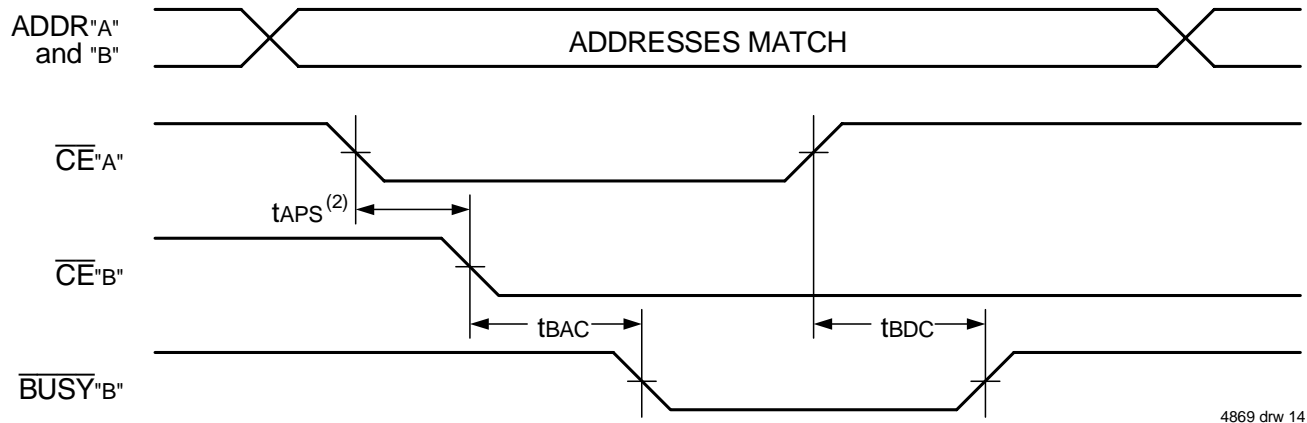 ADDR"A"
and "B"
ADDRESSES MATCH
CE"A"
tAPS(2)
CE"B"
tBAC
tBDC
BUSY"B"
4869 drw 14